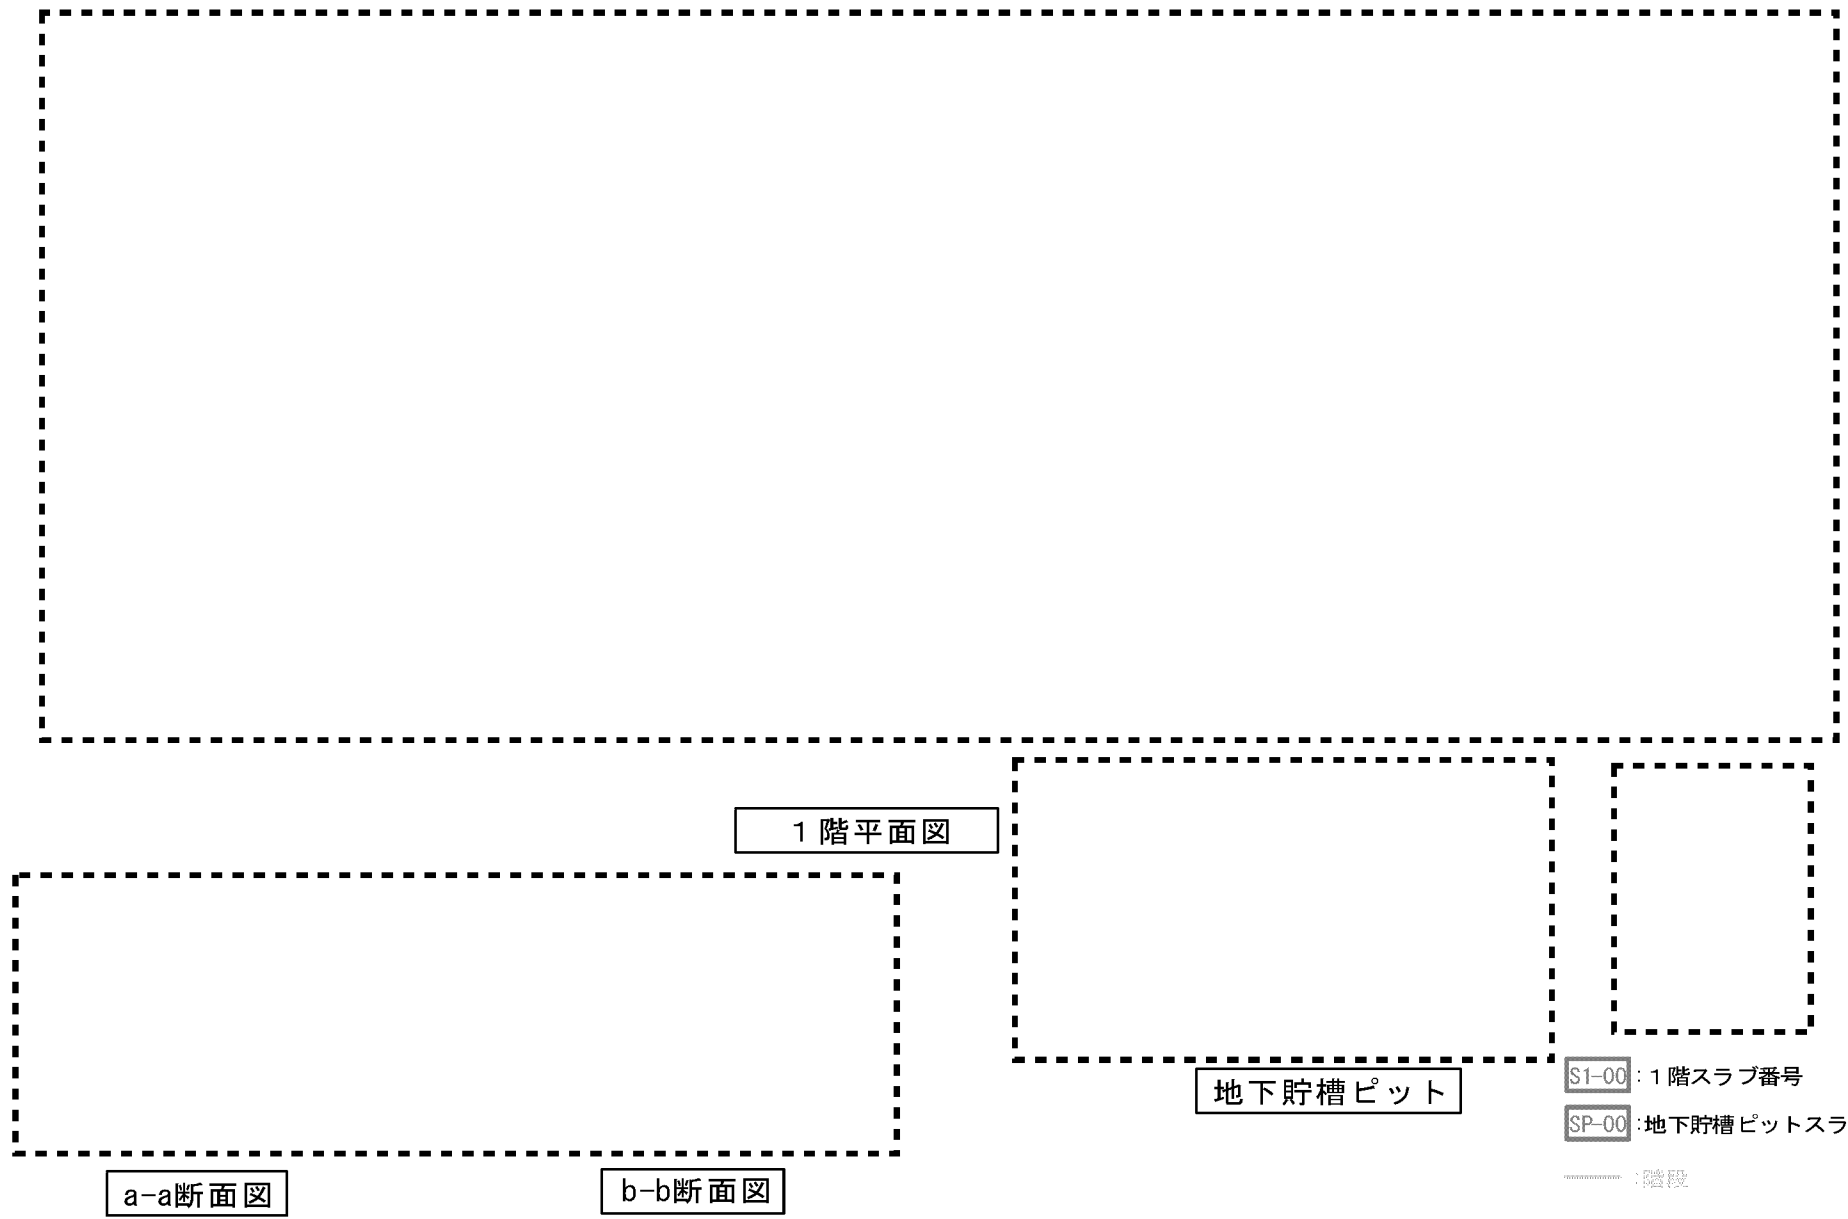 １階平面図
地下貯槽ピット
S1-00:１階スラブ番号
SP-00:地下貯槽ピットスラ
:階段
a-a断面図
b-b断面図